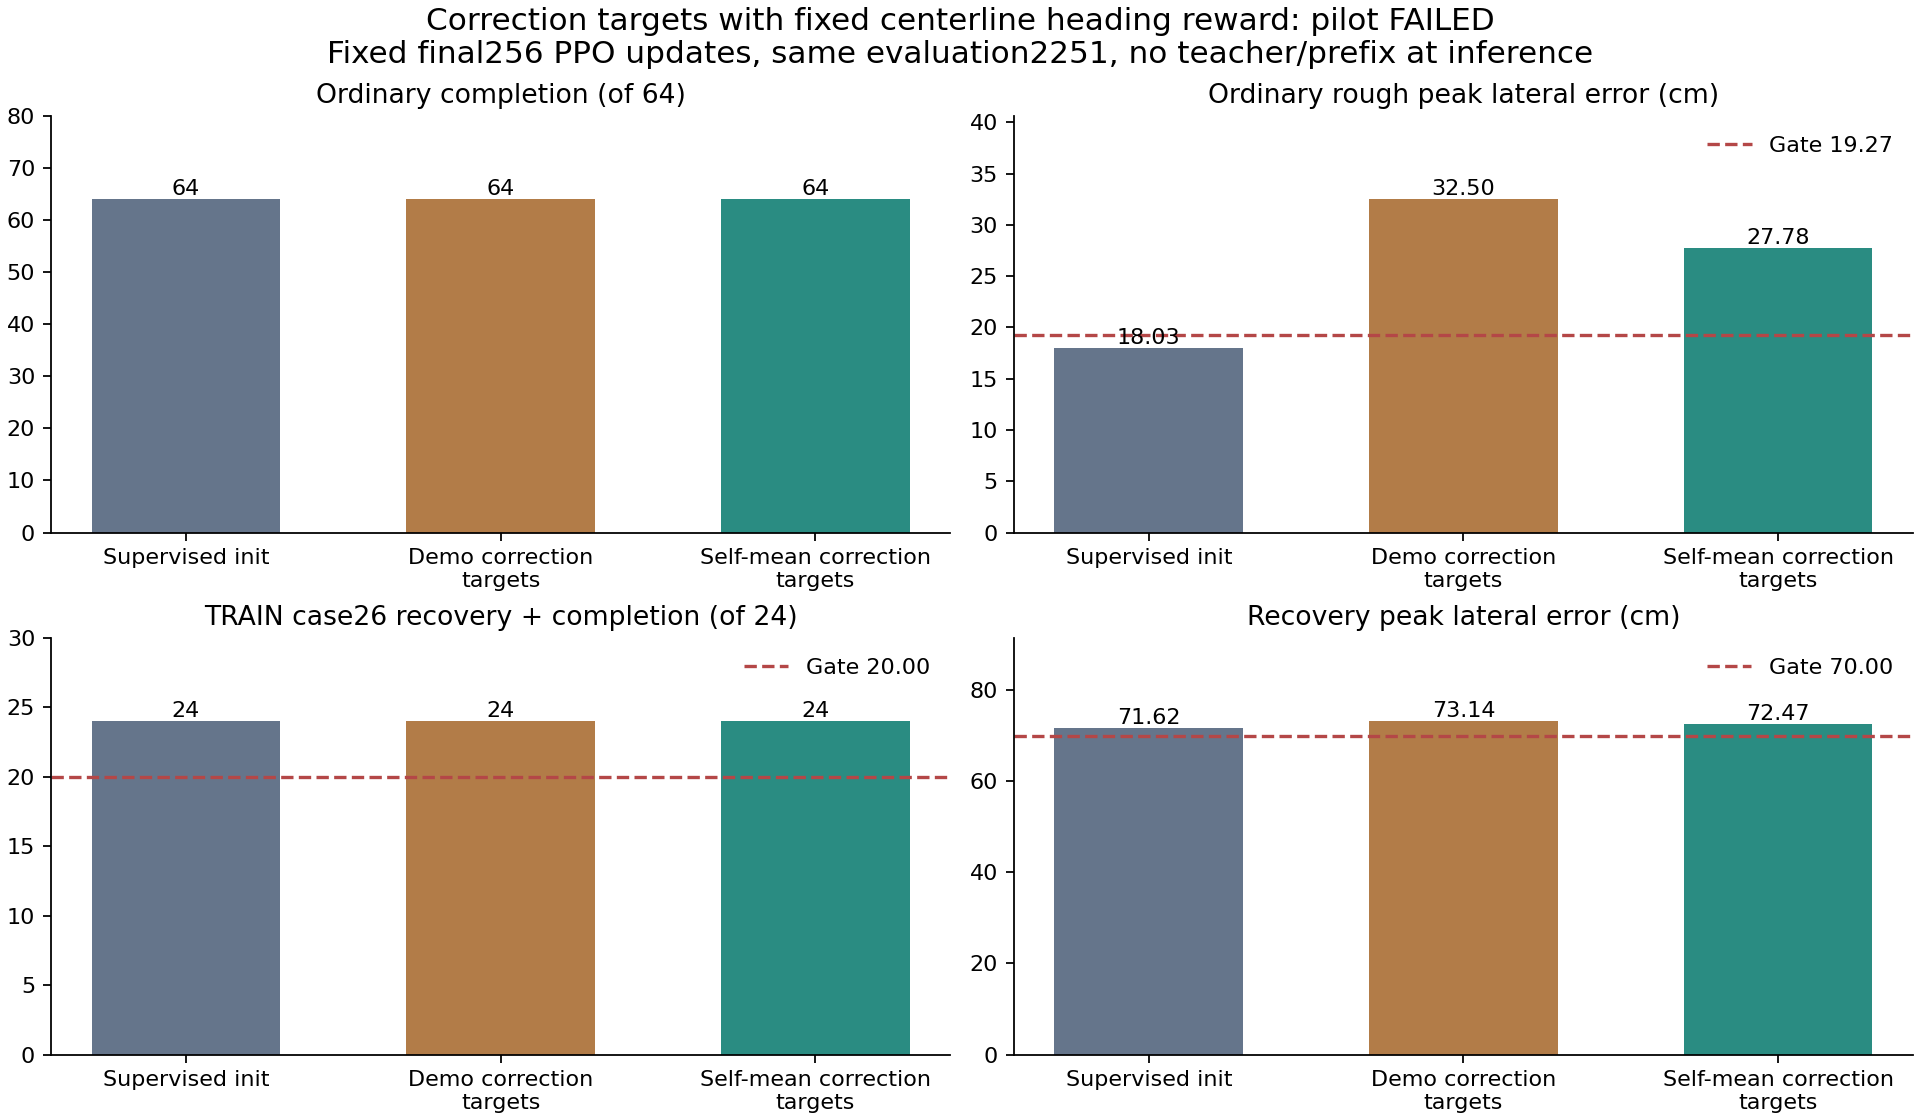 Correction targets with fixed centerline heading reward: pilot FAILED
Fixed final256 PPO updates, same evaluation2251, no teacher/prefix at inference
Ordinary completion (of 64)
80
70
60
50
40
30
20
10
0
64
64
64
Supervised init
Demo correction
targets
Self-mean correction
targets
Ordinary rough peak lateral error (cm)
40
35
30
25
20
15
10
5
0
Gate 19.27
18.03
32.50
27.78
Supervised init
Demo correction
targets
Self-mean correction
targets
TRAIN case26 recovery + completion (of 24)
30
25
20
15
10
5
0
Gate 20.00
24
24
24
Supervised init
Demo correction
targets
Self-mean correction
targets
Recovery peak lateral error (cm)
80
60
40
20
0
Gate 70.00
71.62
73.14
72.47
Supervised init
Demo correction
targets
Self-mean correction
targets